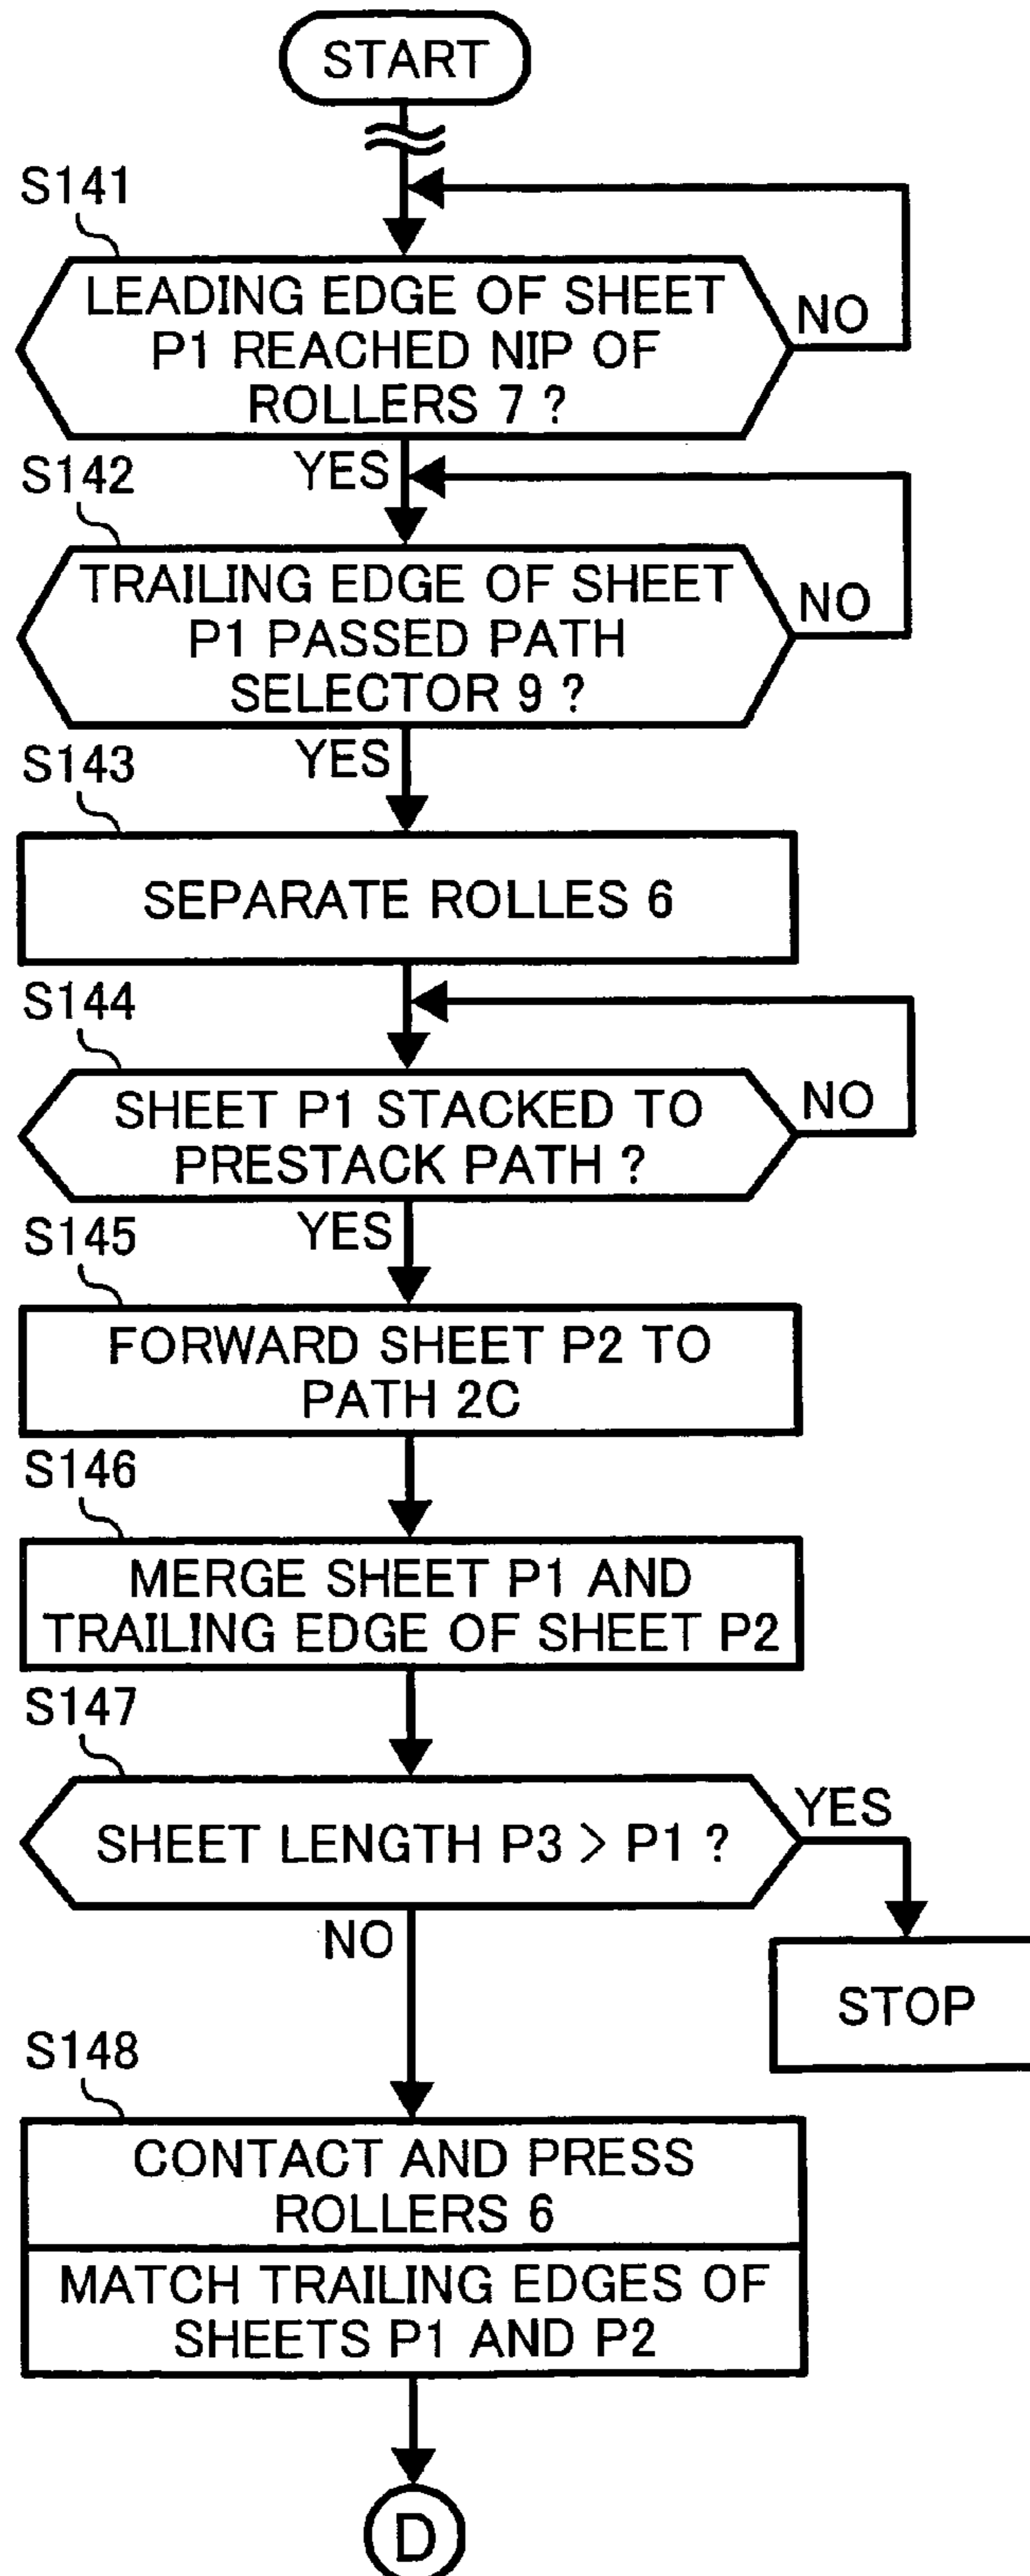 START
S141
LEADING EDGE OF SHEET
P1 REACHED NIP OF
ROLLERS 7 ?
NO
YES
S142
TRAILING EDGE OF SHEET
P1 PASSED PATH
SELECTOR 9 ?
NO
YES
S143
SEPARATE ROLLES 6
S144
SHEET P1 STACKED TO
PRESTACK PATH ?
NO
YES
S145
FORWARD SHEET P2 TO
PATH 2C
S146
MERGE SHEET P1 AND
TRAILING EDGE OF SHEET P2
S147
SHEET LENGTH P3 > P1 ?
YES
NO
STOP
S148
CONTACT AND PRESS
ROLLERS 6
MATCH TRAILING EDGES OF
SHEETS P1 AND P2
D